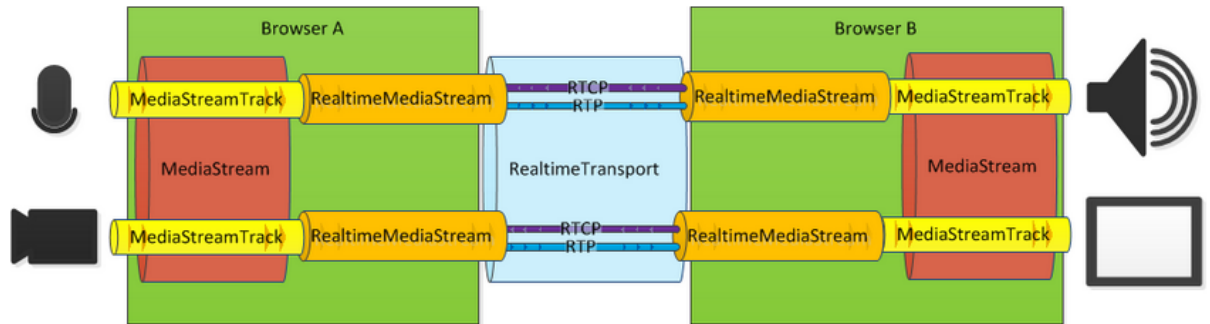 Browser A
Browser B
MediaStreamTrack
RealtimeMediaStream
RTCP
RTP
RealtimeMediaStream
MediaStreamTrack
MediaStream
RealtimeTransport
MediaStream
MediaStreamTrack
RealtimeMediaStream
RTCP
RTP
RealtimeMediaStream
MediaStreamTrack